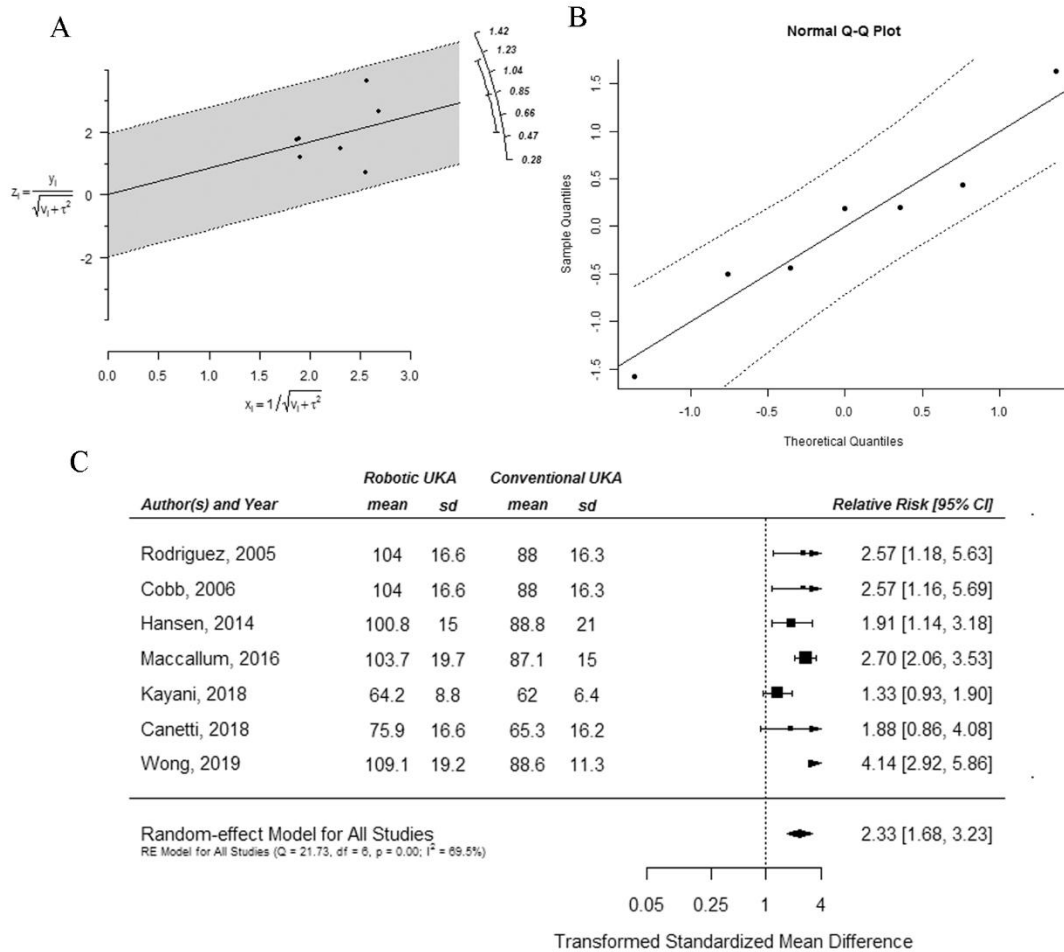 A
1.42
1.23
1.04
0.85
0.66
0.47
0.28
2
0
-2
z_i = y_i / √(v_i + τ²)
0.0 0.5 1.0 1.5 2.0 2.5 3.0
x_i = 1/√(v_i + τ²)
B
Normal Q-Q Plot
1.5
1.0
0.5
0.0
-0.5
-1.0
-1.5
Sample Quantiles
-1.0 -0.5 0.0 0.5 1.0
Theoretical Quantiles
C
Robotic UKA Conventional UKA
Author(s) and Year mean sd mean sd Relative Risk [95% CI]
Rodriguez, 2005 104 16.6 88 16.3 2.57 [1.18, 5.63]
Cobb, 2006 104 16.6 88 16.3 2.57 [1.16, 5.69]
Hansen, 2014 100.8 15 88.8 21 1.91 [1.14, 3.18]
Maccallum, 2016 103.7 19.7 87.1 15 2.70 [2.06, 3.53]
Kayani, 2018 64.2 8.8 62 6.4 1.33 [0.93, 1.90]
Canetti, 2018 75.9 16.6 65.3 16.2 1.88 [0.86, 4.08]
Wong, 2019 109.1 19.2 88.6 11.3 4.14 [2.92, 5.86]
Random-effect Model for All Studies 2.33 [1.68, 3.23]
RE Model for All Studies (Q = 21.73, df = 6, p = 0.00; I² = 69.5%)
0.05 0.25 1 4
Transformed Standardized Mean Difference